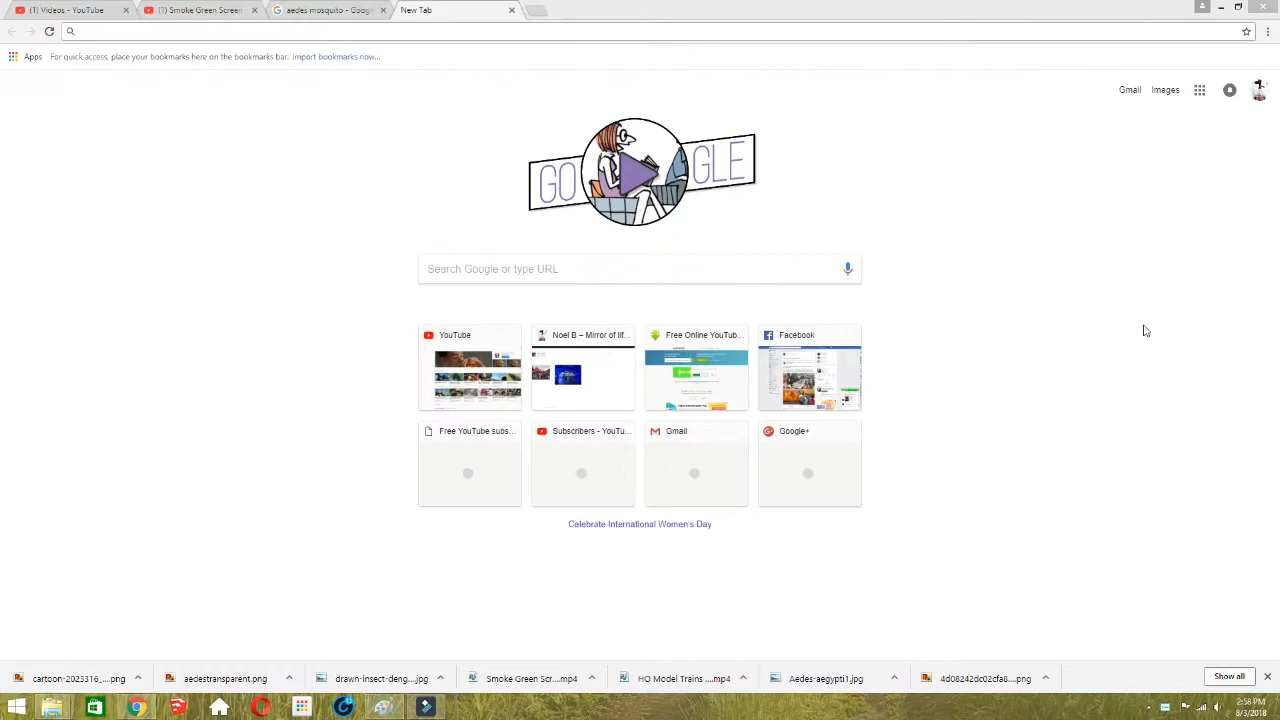 (1) Videos - YouTube
(1) Smoke Green Screen
aedes mosquito - Googl
New Tab
Apps
For quick access, place your bookmarks here on the bookmarks bar. Import bookmarks now...
Gmail
Images
GO GLE
Search Google or type URL
YouTube
Noel B – Mirror of lif...
Free Online YouTub...
Facebook
Free YouTube subs...
Subscribers - YouTu...
Gmail
Google+
Celebrate International Women's Day
cartoon-2023316_....png
aedestransparent.png
drawn-insect-deng....jpg
Smoke Green Scr....mp4
HO Model Trains ....mp4
Aedes-aegypti1.jpg
4d08242dc02cfa8....png
Show all
2:58 PM
8/3/2018